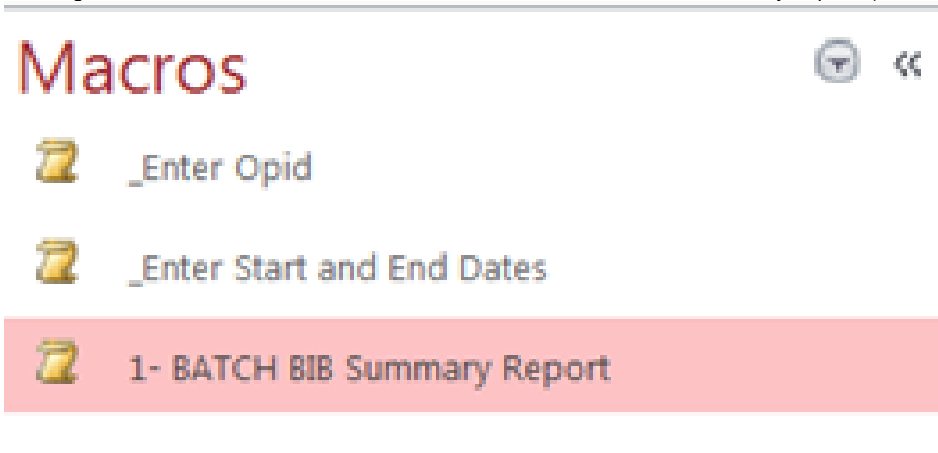 Macros
_Enter Opid
_Enter Start and End Dates
1- BATCH BIB Summary Report